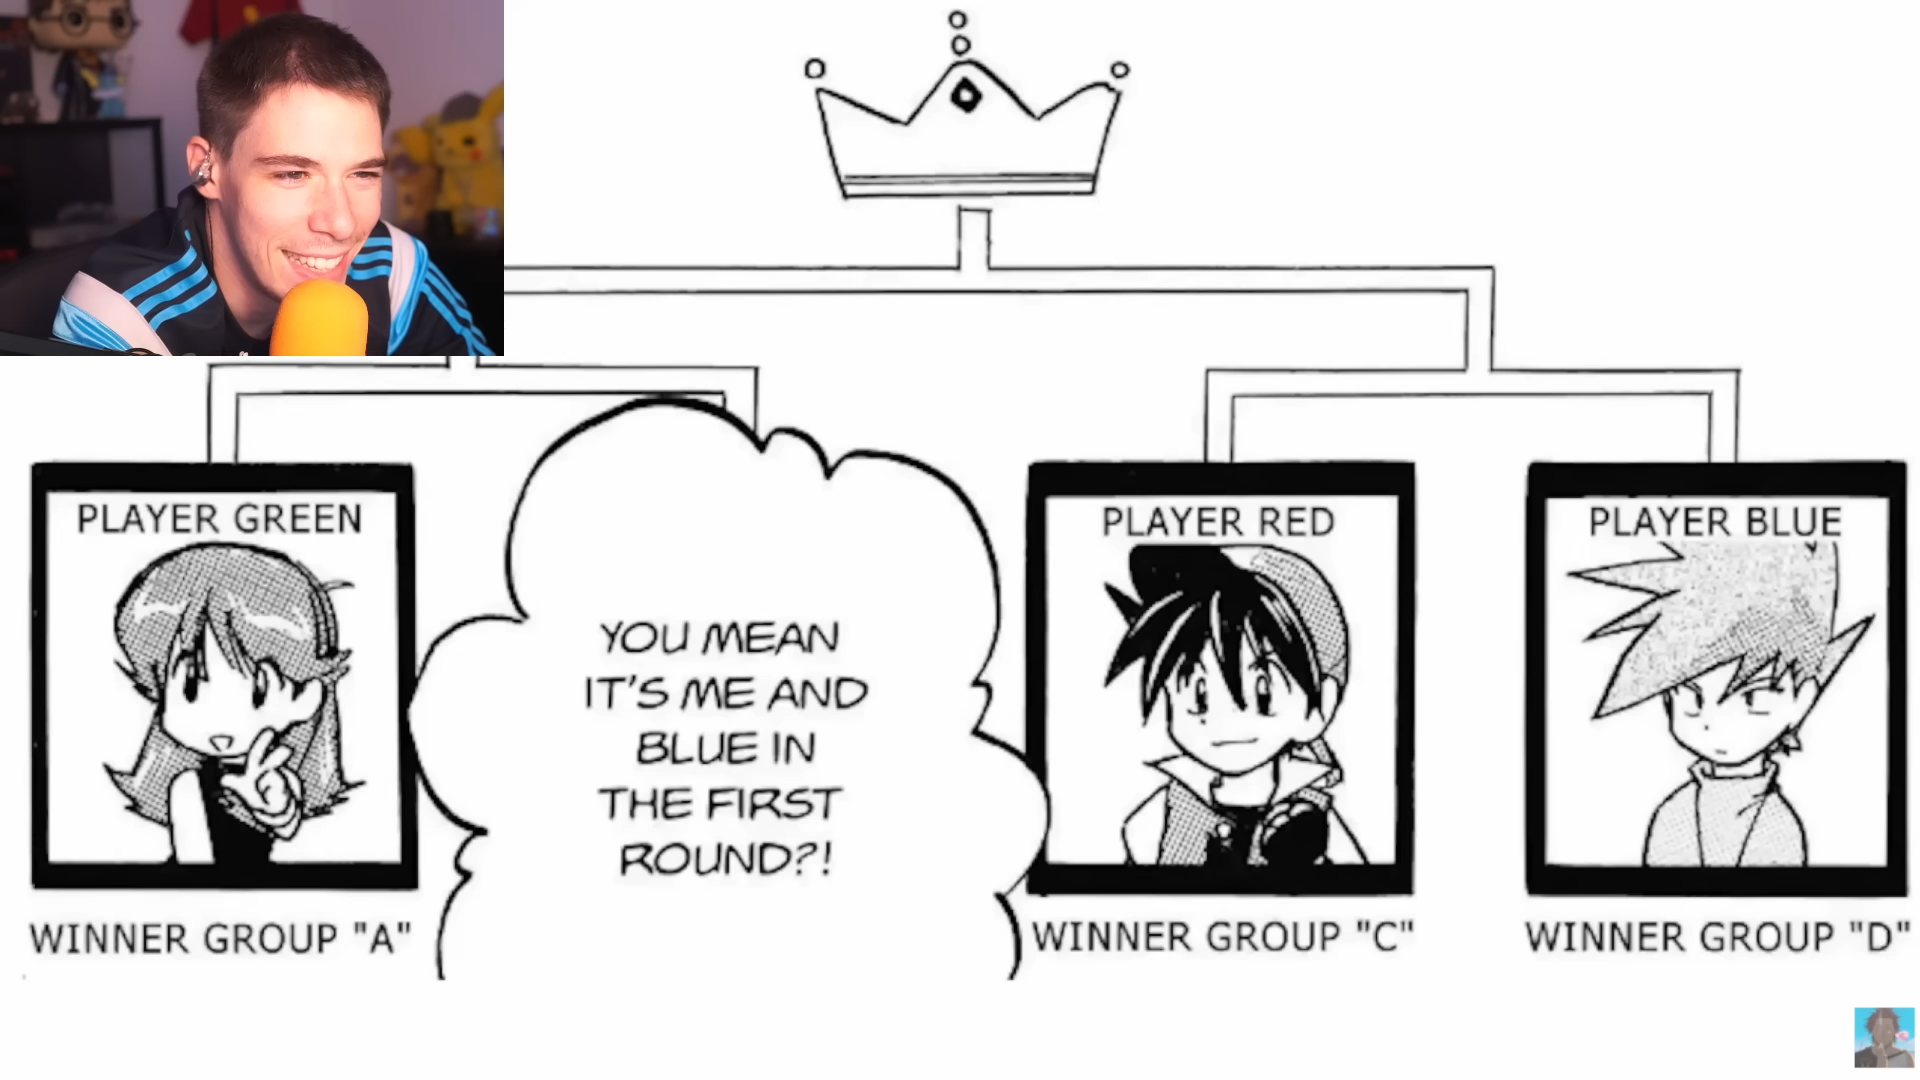 PLAYER GREEN
WINNER GROUP "A"
YOU MEAN
IT'S ME AND
BLUE IN
THE FIRST
ROUND?!
PLAYER RED
WINNER GROUP "C"
PLAYER BLUE
WINNER GROUP "D"